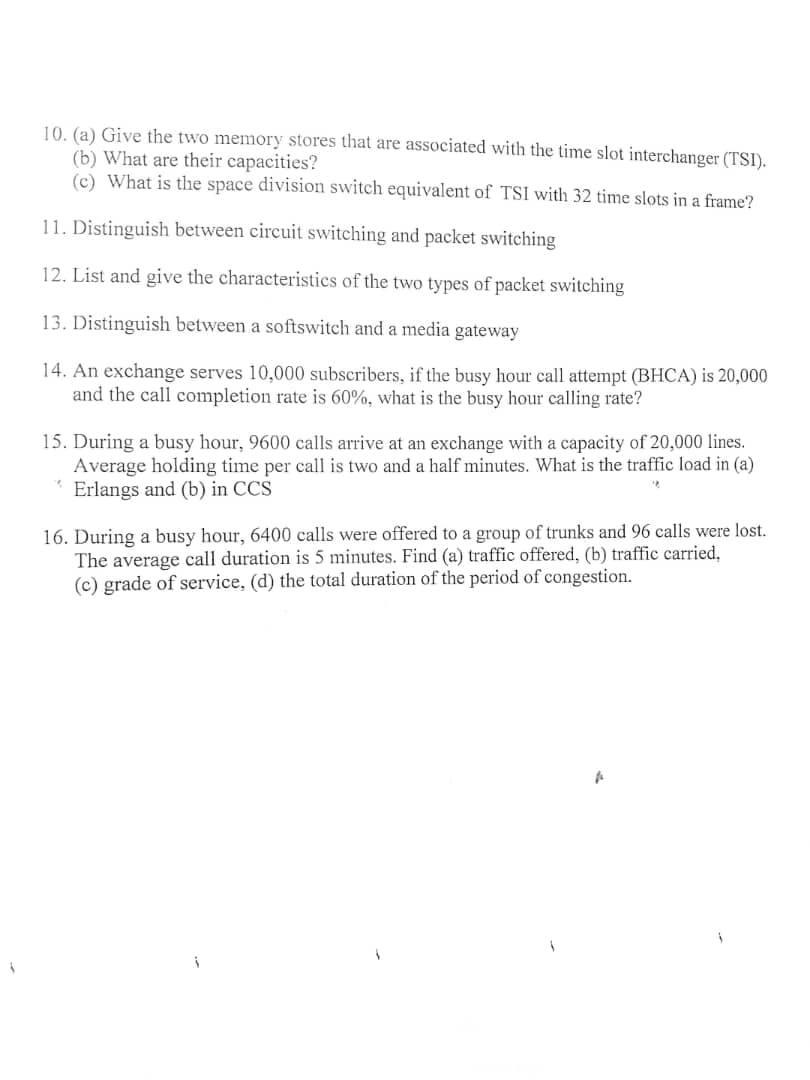 10. (a) Give the two memory stores that are associated with the time slot interchanger (TSI).
(b) What are their capacities?
(c) What is the space division switch equivalent of TSI with 32 time slots in a frame?
11. Distinguish between circuit switching and packet switching
12. List and give the characteristics of the two types of packet switching
13. Distinguish between a softswitch and a media gateway
14. An exchange serves 10,000 subscribers, if the busy hour call attempt (BHCA) is 20,000
and the call completion rate is 60%, what is the busy hour calling rate?
15. During a busy hour, 9600 calls arrive at an exchange with a capacity of 20,000 lines.
Average holding time per call is two and a half minutes. What is the traffic load in (a)
Erlangs and (b) in CCS
16. During a busy hour, 6400 calls were offered to a group of trunks and 96 calls were lost.
The average call duration is 5 minutes. Find (a) traffic offered, (b) traffic carried,
(c) grade of service, (d) the total duration of the period of congestion.